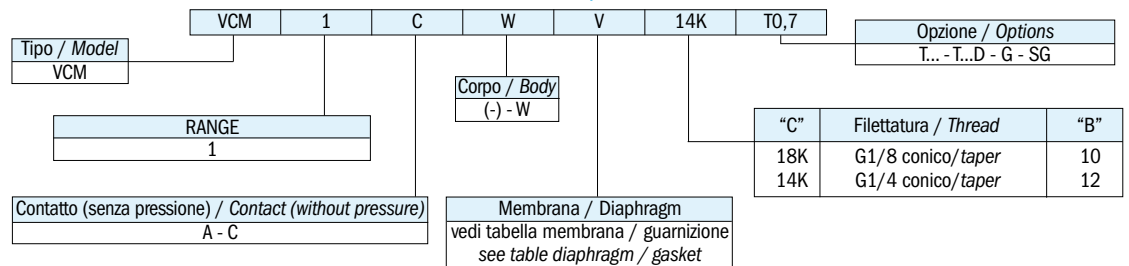 VCM 1 C W V 14K T0,7
Tipo / Model
VCM
Opzione / Options
T... - T...D - G - SG
Corpo / Body
(-) - W
RANGE
1
"C" Filettatura / Thread "B"
18K G1/8 conico/taper 10
14K G1/4 conico/taper 12
Contatto (senza pressione) / Contact (without pressure)
A - C
Membrana / Diaphragm
vedi tabella membrana / guarnizione
see table diaphragm / gasket